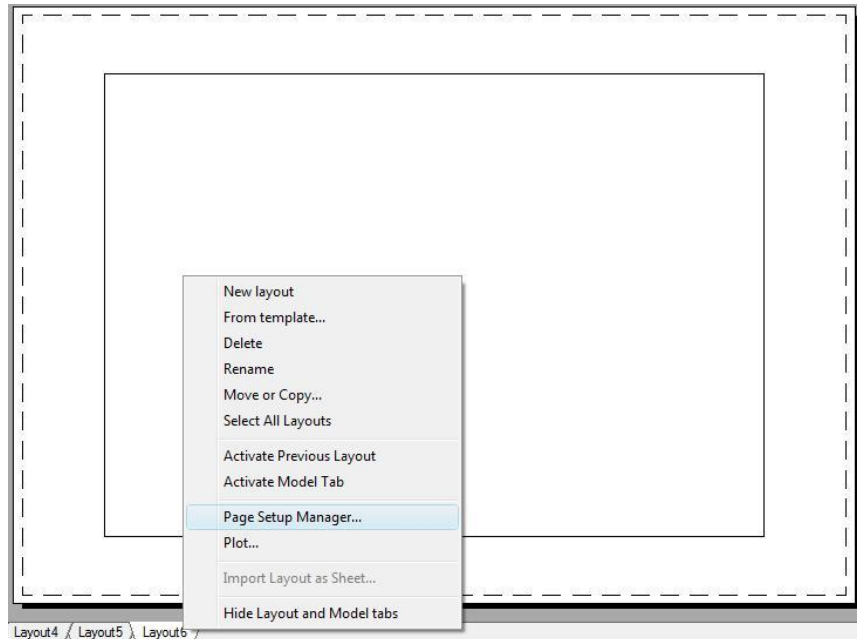 New layout
From template...
Delete
Rename
Move or Copy...
Select All Layouts
Activate Previous Layout
Activate Model Tab
Page Setup Manager...
Plot...
Import Layout as Sheet...
Hide Layout and Model tabs
Layout4 / Layout5 \ Layout6 /